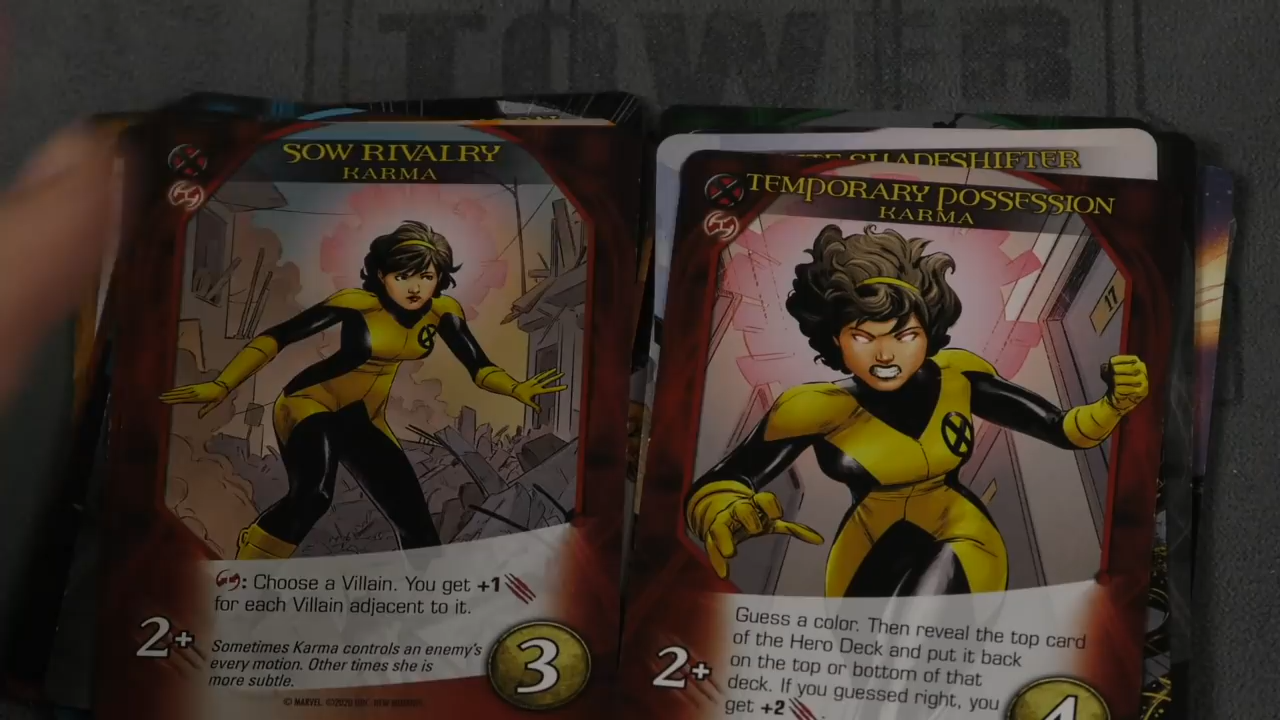 TOWER
SOW RIVALRY
KARMA
: Choose a Villain. You get +1
for each Villain adjacent to it.
2+
Sometimes Karma controls an enemy's
every motion. Other times she is
more subtle.
3
SHADESHIFTER
TEMPORARY POSSESSION
KARMA
17
Guess a color. Then reveal the top card
of the Hero Deck and put it back
on the top or bottom of that
deck. If you guessed right, you
get +2 .
2+
4